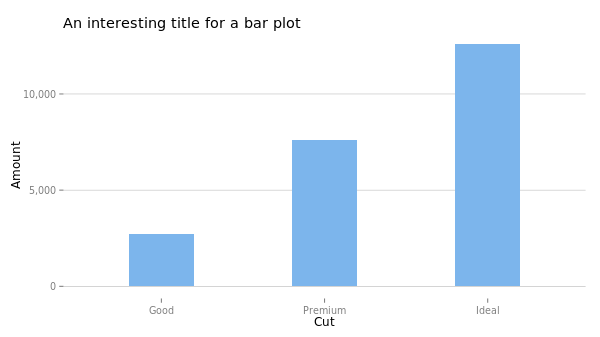 An interesting title for a bar plot
Amount
10,000
5,000
0
Good
Premium
Ideal
Cut